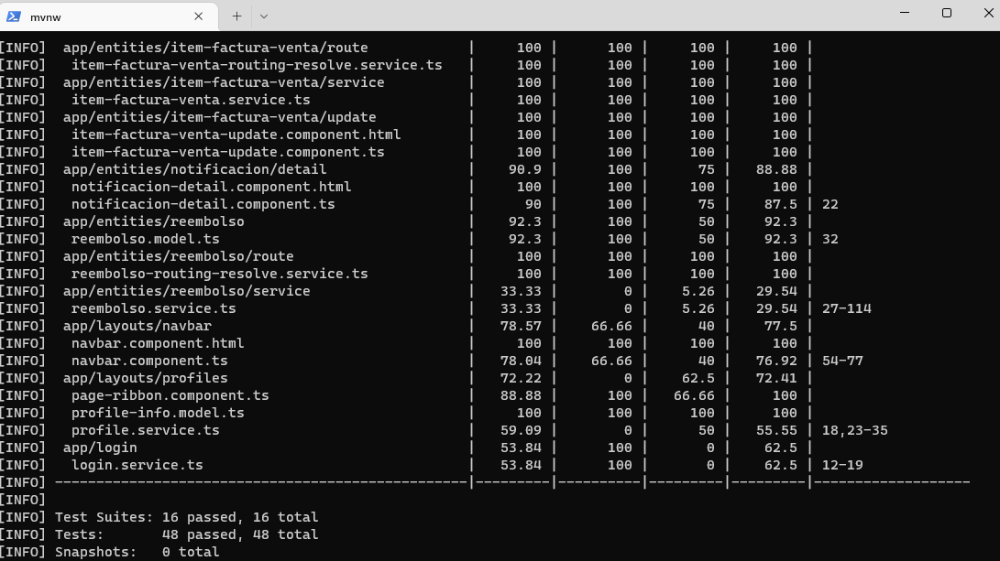 mvnw
[INFO]  app/entities/item-factura-venta/route            |     100 |      100 |     100 |     100 |
[INFO]   item-factura-venta-routing-resolve.service.ts   |     100 |      100 |     100 |     100 |
[INFO]  app/entities/item-factura-venta/service          |     100 |      100 |     100 |     100 |
[INFO]   item-factura-venta.service.ts                   |     100 |      100 |     100 |     100 |
[INFO]  app/entities/item-factura-venta/update           |     100 |      100 |     100 |     100 |
[INFO]   item-factura-venta-update.component.html        |     100 |      100 |     100 |     100 |
[INFO]   item-factura-venta-update.component.ts          |     100 |      100 |     100 |     100 |
[INFO]  app/entities/notificacion/detail                 |    90.9 |      100 |      75 |   88.88 |
[INFO]   notificacion-detail.component.html              |     100 |      100 |     100 |     100 |
[INFO]   notificacion-detail.component.ts                |      90 |      100 |      75 |    87.5 | 22
[INFO]  app/entities/reembolso                           |    92.3 |      100 |      50 |    92.3 |
[INFO]   reembolso.model.ts                              |    92.3 |      100 |      50 |    92.3 | 32
[INFO]  app/entities/reembolso/route                     |     100 |      100 |     100 |     100 |
[INFO]   reembolso-routing-resolve.service.ts            |     100 |      100 |     100 |     100 |
[INFO]  app/entities/reembolso/service                   |   33.33 |        0 |    5.26 |   29.54 |
[INFO]   reembolso.service.ts                            |   33.33 |        0 |    5.26 |   29.54 | 27-114
[INFO]  app/layouts/navbar                               |   78.57 |    66.66 |      40 |    77.5 |
[INFO]   navbar.component.html                           |     100 |      100 |     100 |     100 |
[INFO]   navbar.component.ts                             |   78.04 |    66.66 |      40 |   76.92 | 54-77
[INFO]  app/layouts/profiles                             |   72.22 |        0 |    62.5 |   72.41 |
[INFO]   page-ribbon.component.ts                        |   88.88 |      100 |   66.66 |     100 |
[INFO]   profile-info.model.ts                           |     100 |      100 |     100 |     100 |
[INFO]   profile.service.ts                              |   59.09 |        0 |      50 |   55.55 | 18,23-35
[INFO]  app/login                                        |   53.84 |      100 |       0 |    62.5 |
[INFO]   login.service.ts                                |   53.84 |      100 |       0 |    62.5 | 12-19
[INFO] --------------------------------------------------|---------|----------|---------|---------|-------------------
[INFO]
[INFO] Test Suites: 16 passed, 16 total
[INFO] Tests:       48 passed, 48 total
[INFO] Snapshots:   0 total